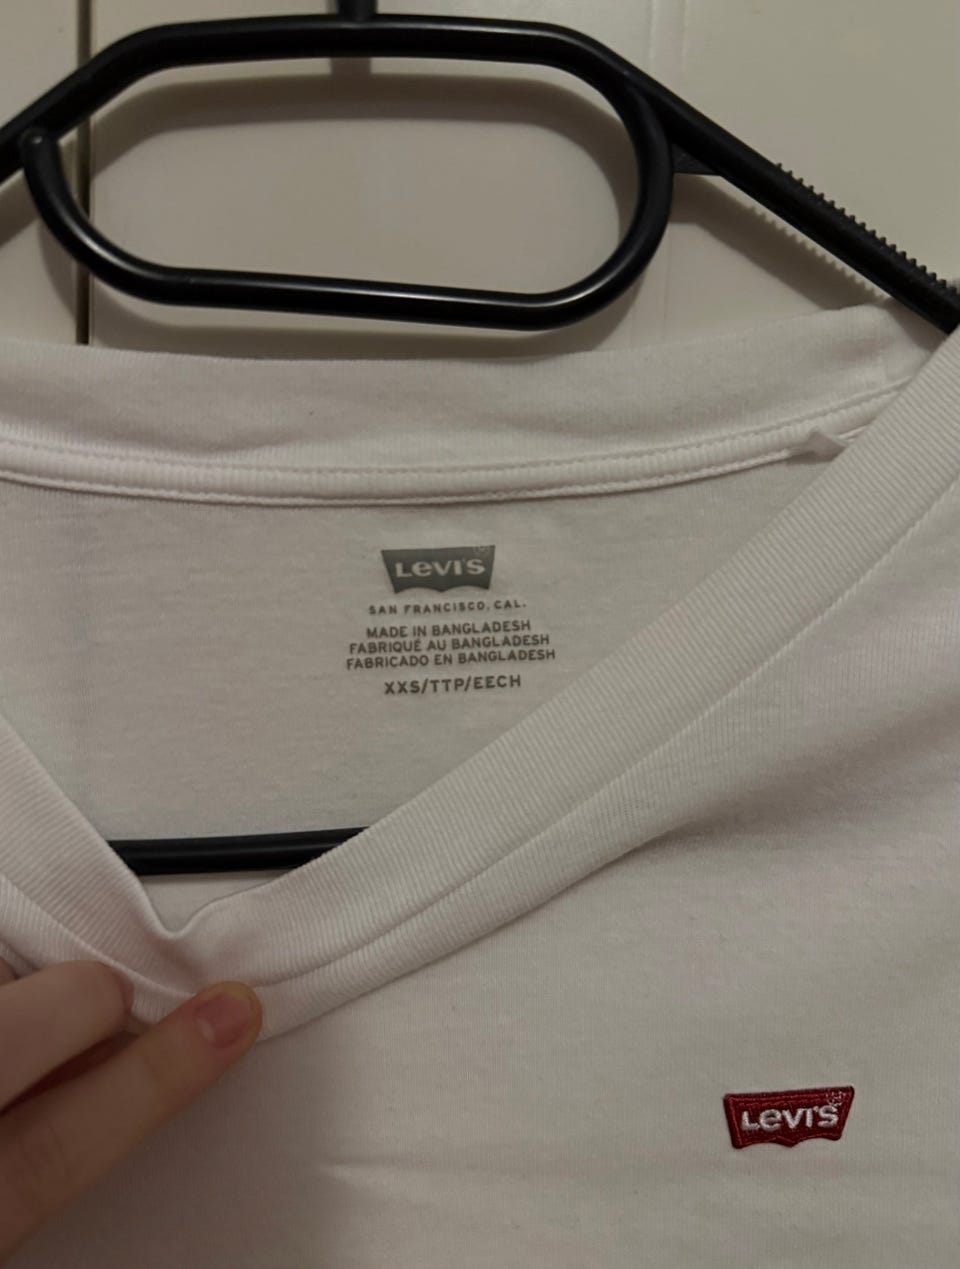 LEVI'S
SAN FRANCISCO, CAL.
MADE IN BANGLADESH
FABRIQUÉ AU BANGLADESH
FABRICADO EN BANGLADESH
XXS/TTP/EECH
LEVI'S